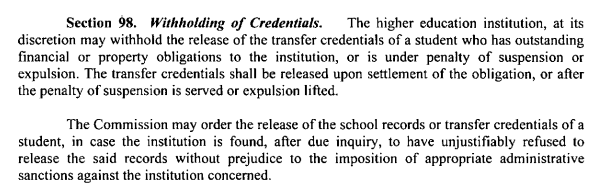 Section 98. Withholding of Credentials. The higher education institution, at its
discretion may withhold the release of the transfer credentials of a student who has outstanding
financial or property obligations to the institution, or is under penalty of suspension or
expulsion. The transfer credentials shall be released upon settlement of the obligation, or after
the penalty of suspension is served or expulsion lifted.
The Commission may order the release of the school records or transfer credentials of a
student, in case the institution is found, after due inquiry, to have unjustifiably refused to
release the said records without prejudice to the imposition of appropriate administrative
sanctions against the institution concerned.